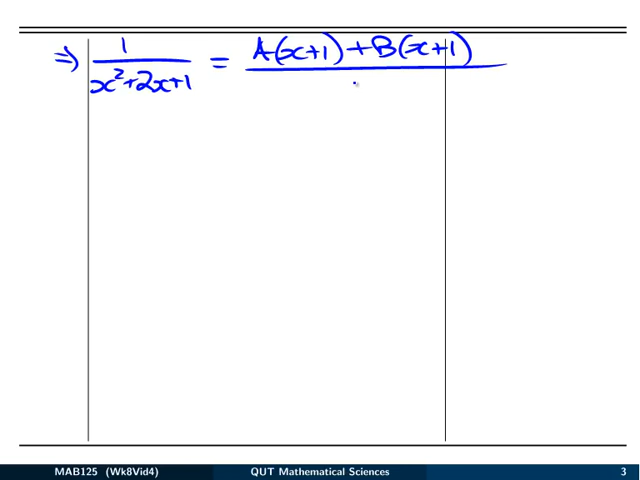 ⇒ 1/(x²+2x+1) = A(x+1)+B(x+1)
MAB125 (Wk8Vid4) QUT Mathematical Sciences 3